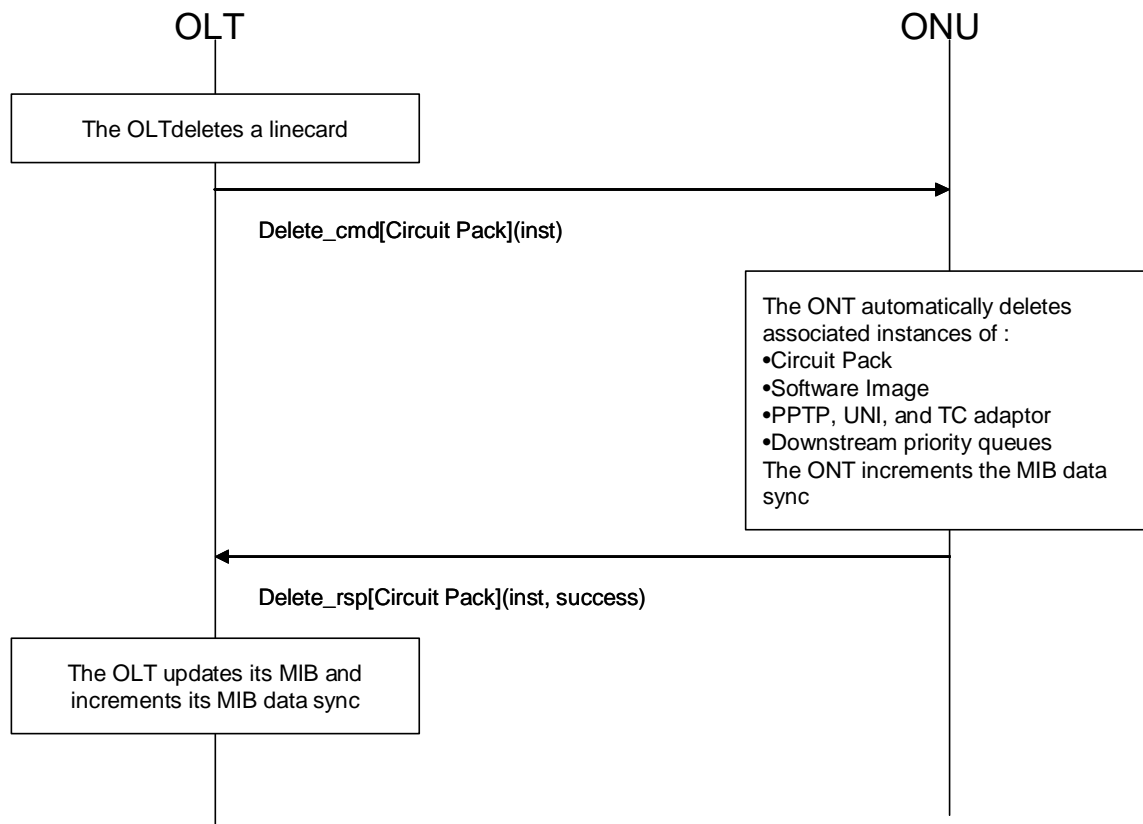 OLT
ONU
The OLTdeletes a linecard
Delete_cmd[Circuit Pack](inst)
The ONT automatically deletes
associated instances of :
•Circuit Pack
•Software Image
•PPTP, UNI, and TC adaptor
•Downstream priority queues
The ONT increments the MIB data
sync
Delete_rsp[Circuit Pack](inst, success)
The OLT updates its MIB and
increments its MIB data sync